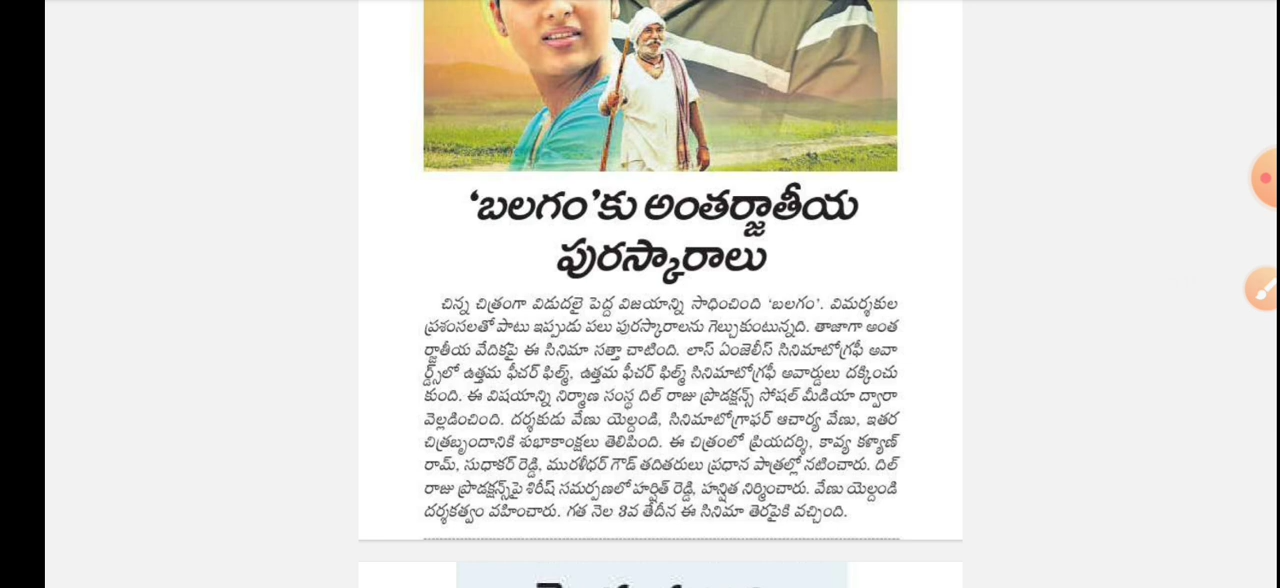 ‘బలగం’కు అంతర్జాతీయ
పురస్కారాలు
చిన్న చిత్రంగా విడుదలై పెద్ద విజయాన్ని సాధించింది ‘బలగం’. విమర్శకుల
ప్రశంసలతో పాటు ఇప్పుడు పలు పురస్కారాలను గెల్చుకుంటున్నది. తాజాగా అంత
ర్జాతీయ వేదికపై ఈ సినిమా సత్తా చాటింది. లాస్ ఏంజెలీస్ సినిమాటోగ్రఫీ అవా
ర్డ్స్‌లో ఉత్తమ ఫీచర్ ఫిల్మ్, ఉత్తమ ఫీచర్ ఫిల్మ్ సినిమాటోగ్రఫీ అవార్డులు దక్కించు
కుంది. ఈ విషయాన్ని నిర్మాణ సంస్థ దిల్ రాజు ప్రొడక్షన్స్ సోషల్ మీడియా ద్వారా
వెల్లడించింది. దర్శకుడు వేణు యెల్దండి, సినిమాటోగ్రాఫర్ ఆచార్య వేణు, ఇతర
చిత్రబృందానికి శుభాకాంక్షలు తెలిపింది. ఈ చిత్రంలో ప్రియదర్శి, కావ్య కళ్యాణ్
రామ్, సుధాకర్ రెడ్డి, మురళీధర్ గౌడ్ తదితరులు ప్రధాన పాత్రల్లో నటించారు. దిల్
రాజు ప్రొడక్షన్స్‌పై శిరీష్ సమర్పణలో హర్షిత్ రెడ్డి, హన్షిత నిర్మించారు. వేణు యెల్దండి
దర్శకత్వం వహించారు. గత నెల 3వ తేదీన ఈ సినిమా తెరపైకి వచ్చింది.